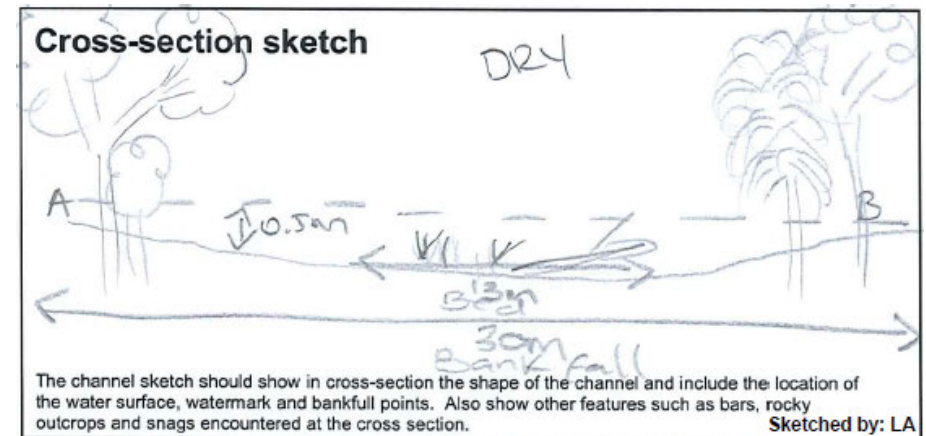 Cross-section sketch
DRY
A
B
0.5m
13m
Bed
30m
Bankfull
The channel sketch should show in cross-section the shape of the channel and include the location of
the water surface, watermark and bankfull points. Also show other features such as bars, rocky
outcrops and snags encountered at the cross section.
Sketched by: LA